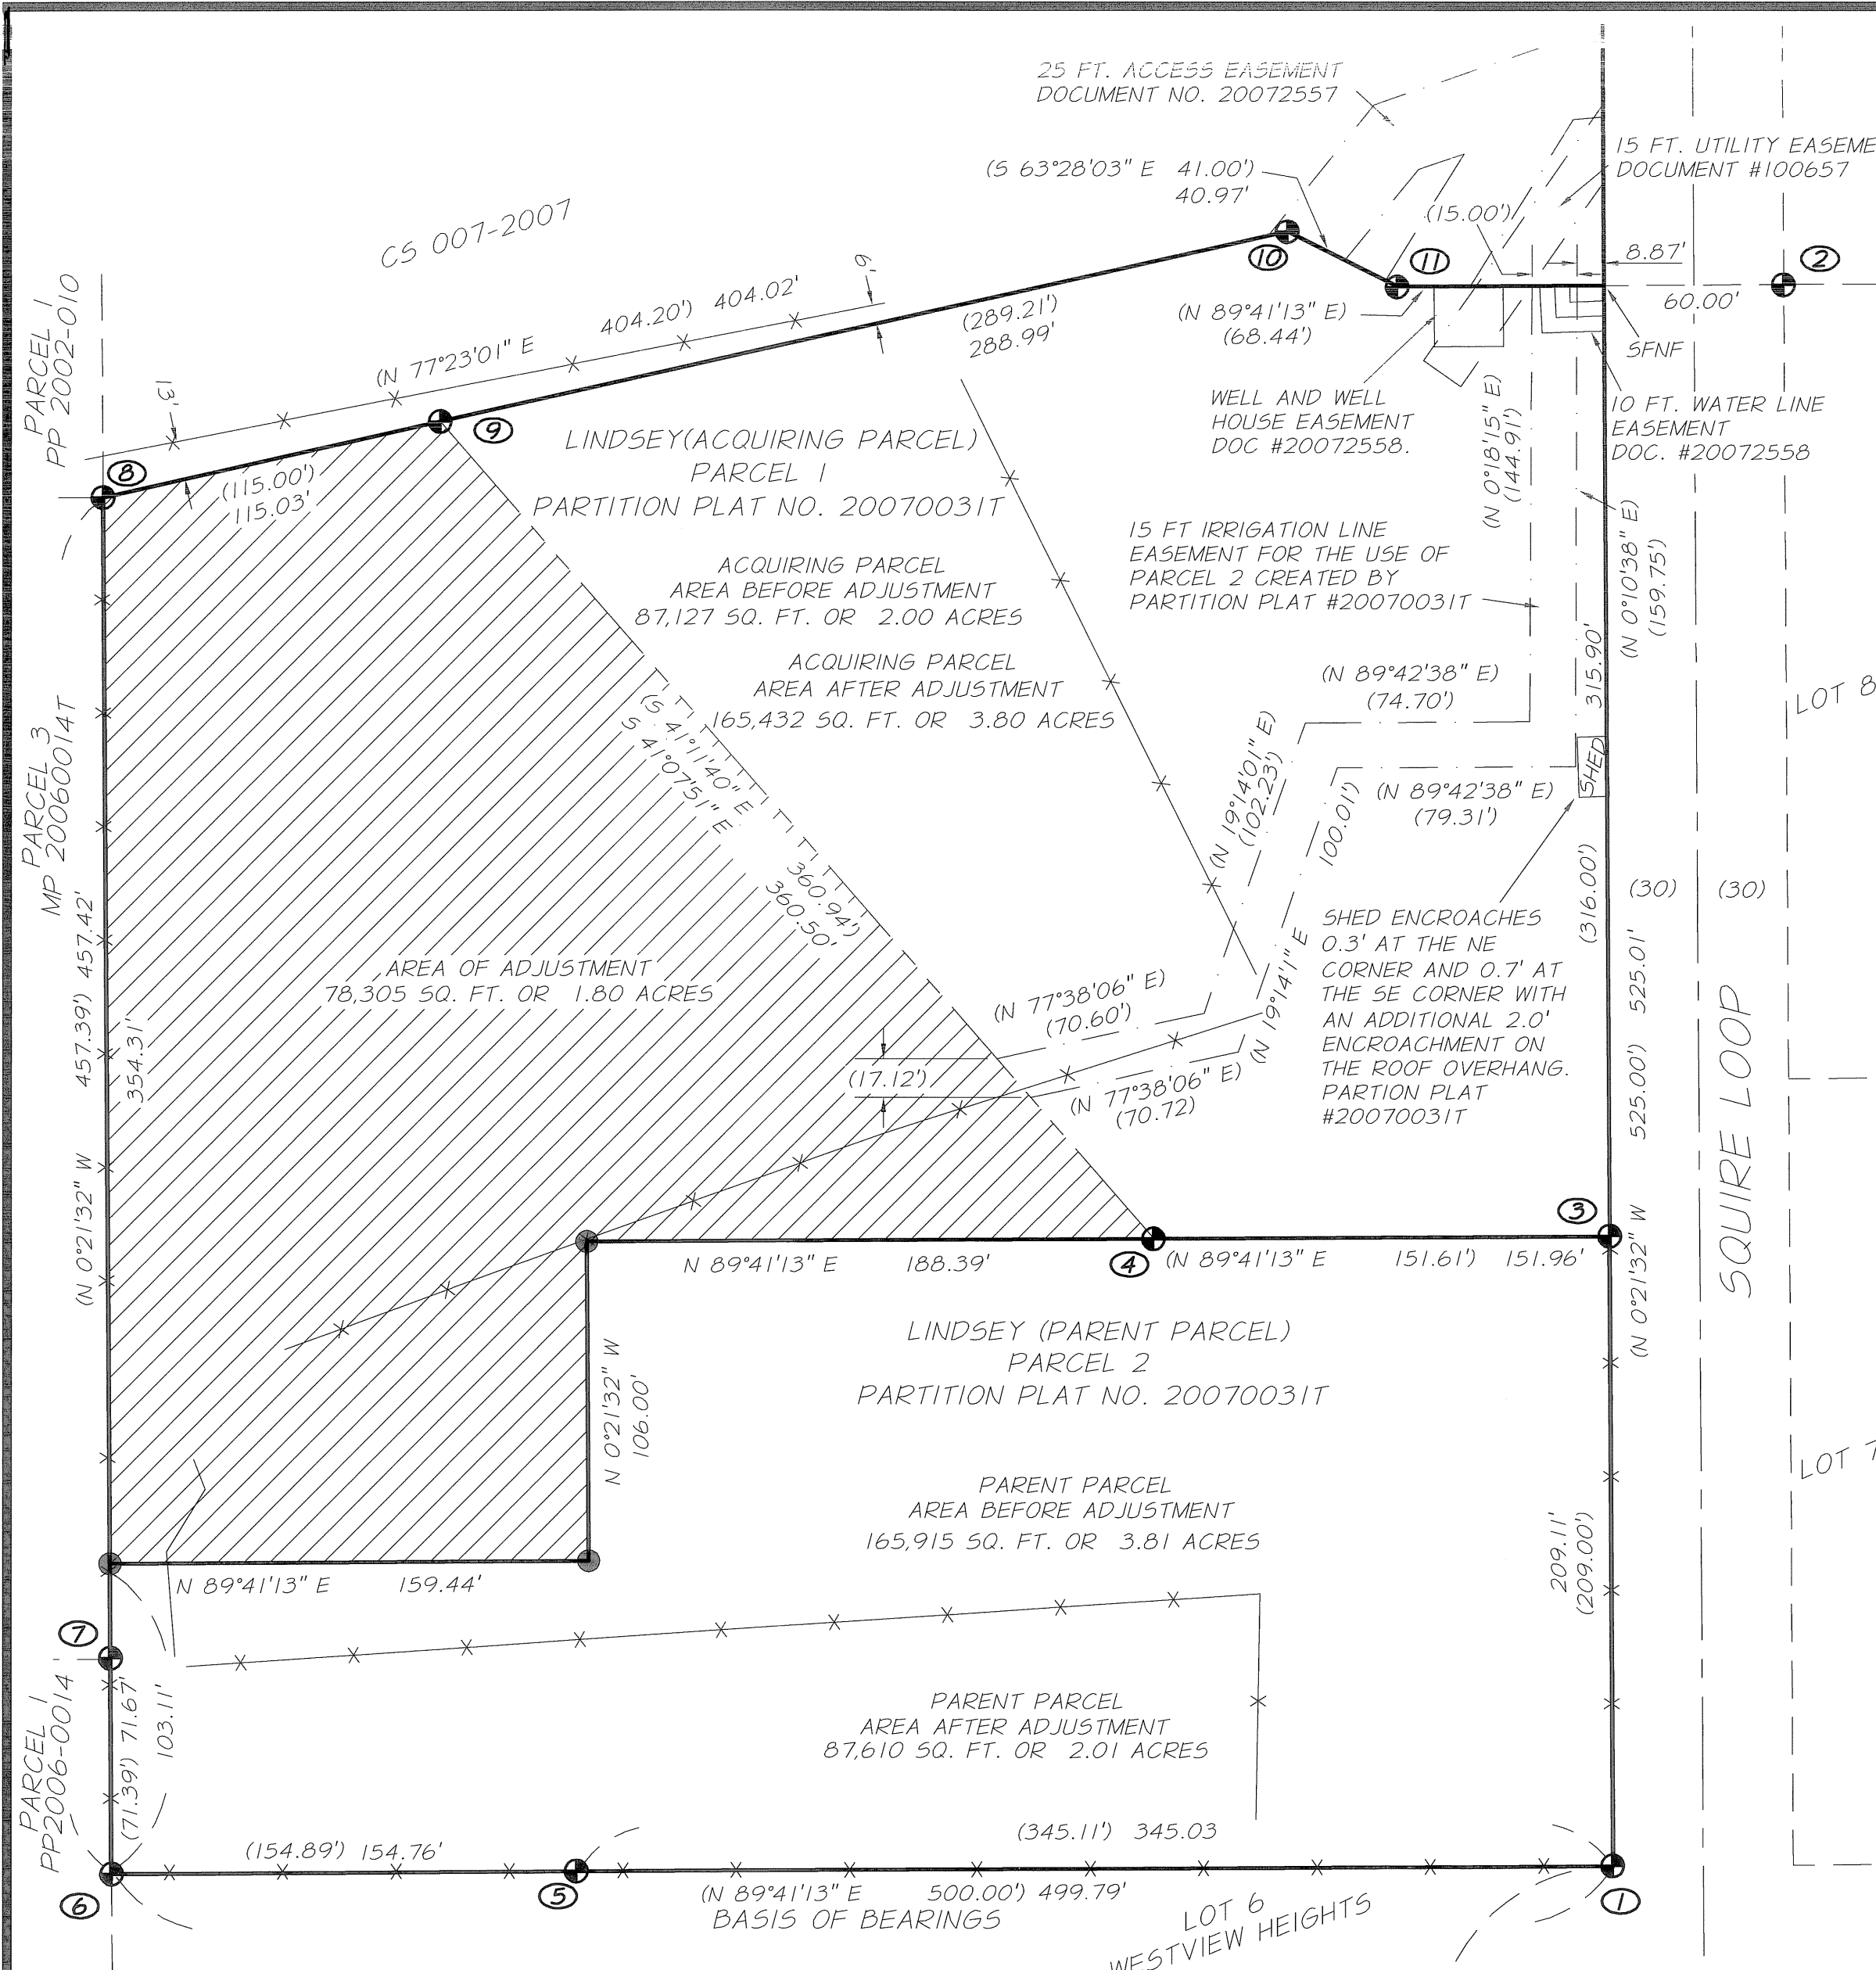 25 FT. ACCESS EASEMENT
DOCUMENT NO. 20072557
15 FT. UTILITY EASEME
DOCUMENT #100657
(S 63°28'03" E 41.00')
40.97'
(15.00')
8.87'
CS 007-2007
10
11
2
60.00'
SFNF
PARCEL 1
PP 2002-010
(N 77°23'01" E 404.20') 404.02'
6'
13'
(289.21')
288.99'
(N 89°41'13" E)
(68.44')
WELL AND WELL
HOUSE EASEMENT
DOC #20072558.
(N 0°18'15" E)
(144.91')
10 FT. WATER LINE
EASEMENT
DOC. #20072558
8
9
(115.00')
115.03'
LINDSEY(ACQUIRING PARCEL)
PARCEL 1
PARTITION PLAT NO. 20070031T
15 FT IRRIGATION LINE
EASEMENT FOR THE USE OF
PARCEL 2 CREATED BY
PARTITION PLAT #20070031T
(N 0°10'38" E)
(159.75')
ACQUIRING PARCEL
AREA BEFORE ADJUSTMENT
87,127 SQ. FT. OR 2.00 ACRES
ACQUIRING PARCEL
AREA AFTER ADJUSTMENT
165,432 SQ. FT. OR 3.80 ACRES
(N 89°42'38" E)
(74.70')
315.90'
LOT 8
SHED
(S 41°11'40" E 360.94')
S 41°07'51" E 360.50'
(N 19°14'01" E)
(102.23')
(N 89°42'38" E)
(79.31')
(N 19°14'1" E 100.01')
PARCEL 3
MP 20060014T
(N 0°21'32" W 457.39') 457.42'
354.31'
(316.00')
(30)
(30)
SHED ENCROACHES
0.3' AT THE NE
CORNER AND 0.7' AT
THE SE CORNER WITH
AN ADDITIONAL 2.0'
ENCROACHMENT ON
THE ROOF OVERHANG.
PARTION PLAT
#20070031T
AREA OF ADJUSTMENT
78,305 SQ. FT. OR 1.80 ACRES
(N 77°38'06" E)
(70.60')
(17.12')
(N 77°38'06" E)
(70.72)
(N 0°21'32" W 525.00') 525.01'
SQUIRE LOOP
3
4
N 89°41'13" E 188.39'
(N 89°41'13" E 151.61') 151.96'
LINDSEY (PARENT PARCEL)
PARCEL 2
PARTITION PLAT NO. 20070031T
N 0°21'32" W
106.00'
PARENT PARCEL
AREA BEFORE ADJUSTMENT
165,915 SQ. FT. OR 3.81 ACRES
LOT 7
209.11'
(209.00')
N 89°41'13" E 159.44'
7
PARCEL 1
PP2006-0014
(71.39') 71.67'
103.11'
PARENT PARCEL
AREA AFTER ADJUSTMENT
87,610 SQ. FT. OR 2.01 ACRES
(154.89') 154.76'
(345.11') 345.03
6
5
1
(N 89°41'13" E 500.00') 499.79'
BASIS OF BEARINGS
LOT 6
WESTVIEW HEIGHTS